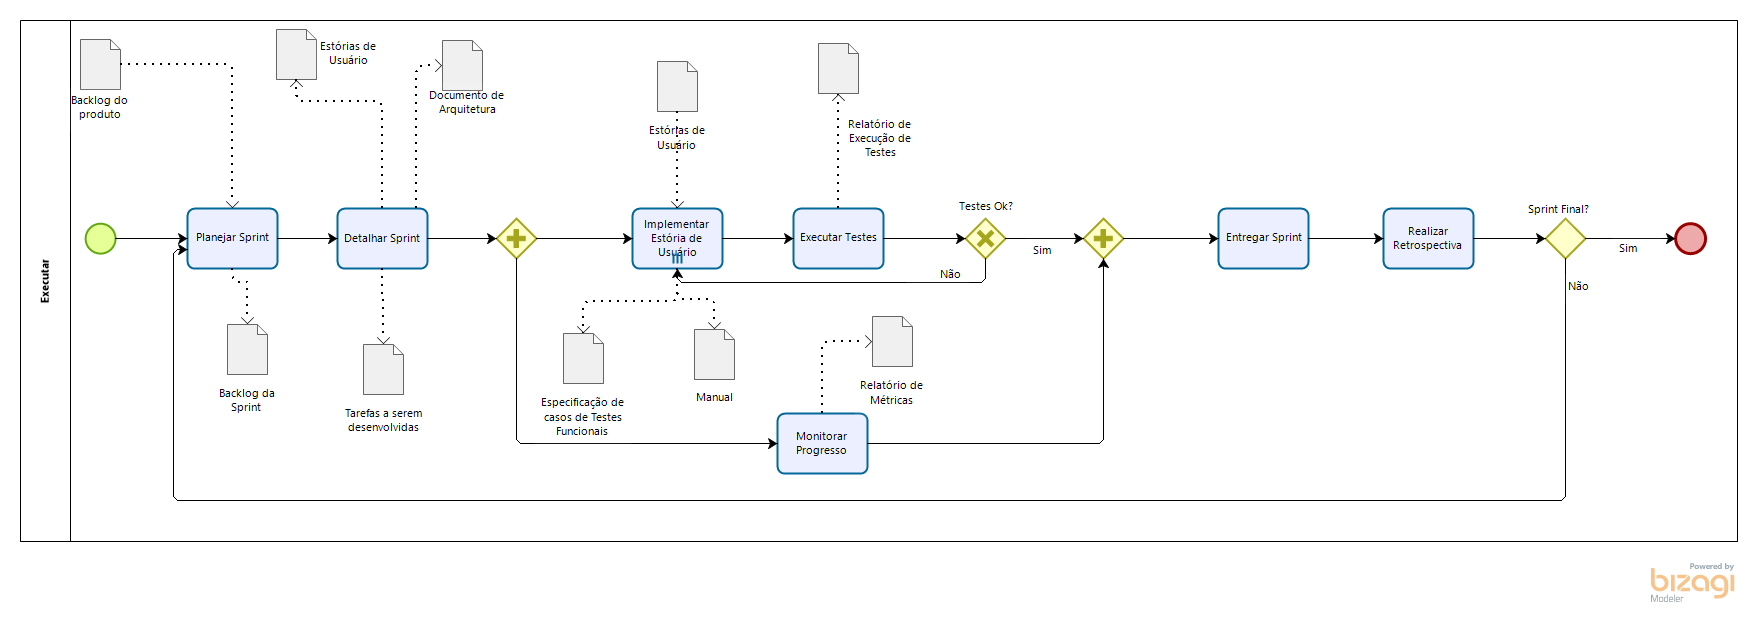 Executar
Backlog do
produto
Estórias de
Usuário
Documento de
Arquitetura
Estórias de
Usuário
Relatório de
Execução de
Testes
Planejar Sprint
Detalhar Sprint
Implementar
Estória de
Usuário
Executar Testes
Testes Ok?
Sim
Não
Entregar Sprint
Realizar
Retrospectiva
Sprint Final?
Sim
Não
Backlog da
Sprint
Tarefas a serem
desenvolvidas
Especificação de
casos de Testes
Funcionais
Manual
Relatório de
Métricas
Monitorar
Progresso
Powered by
bizagi
Modeler